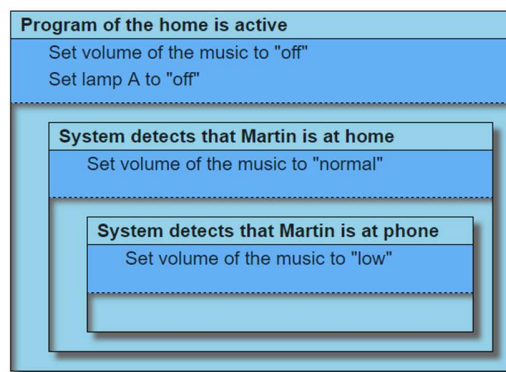 Program of the home is active
Set volume of the music to "off"
Set lamp A to "off"
System detects that Martin is at home
Set volume of the music to "normal"
System detects that Martin is at phone
Set volume of the music to "low"